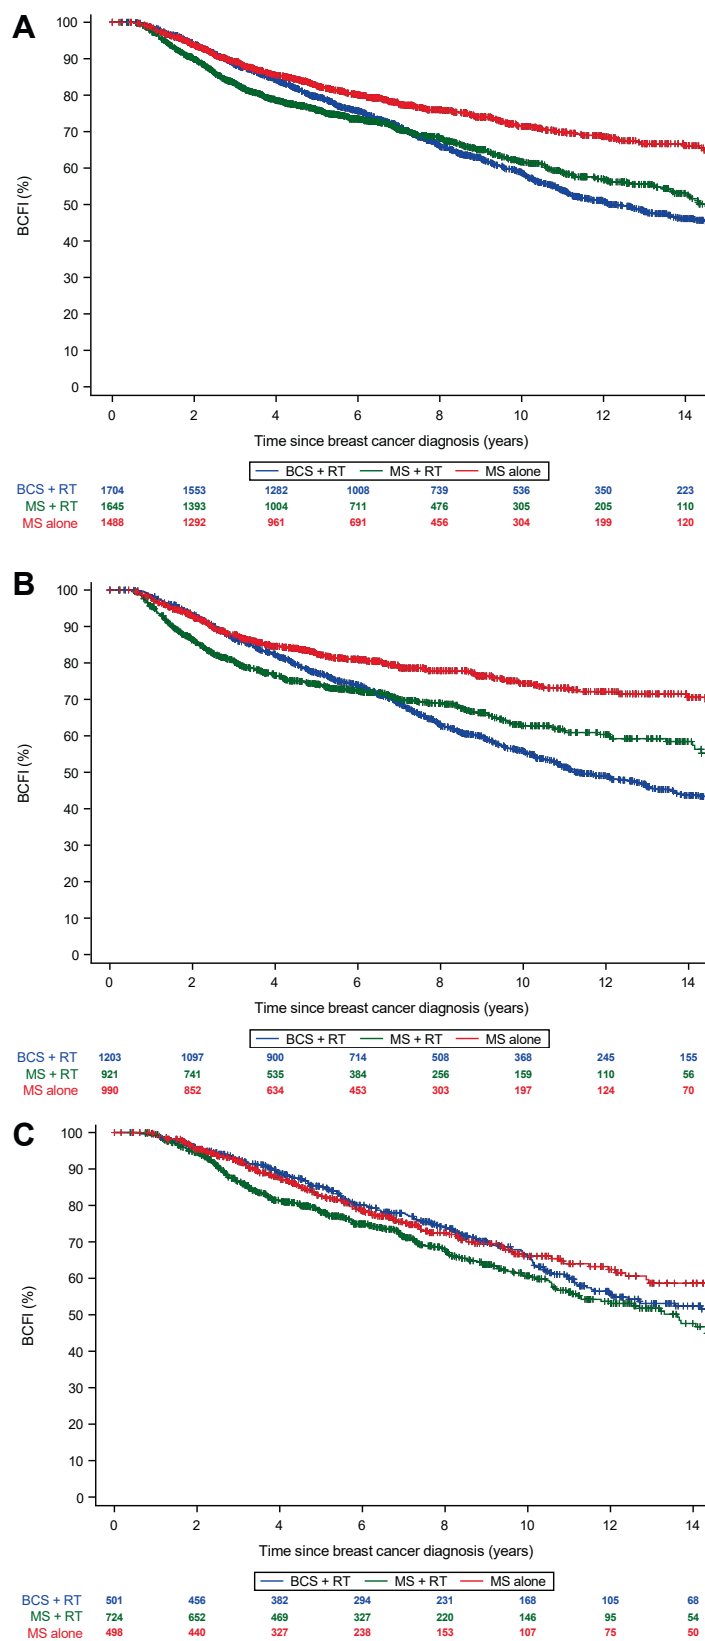 A
100
90
80
70
60
50
40
30
20
10
0
BCFI (%)
0 2 4 6 8 10 12 14
Time since breast cancer diagnosis (years)
BCS + RT MS + RT MS alone
BCS + RT 1704 1553 1282 1008 739 536 350 223
MS + RT 1645 1393 1004 711 476 305 205 110
MS alone 1488 1292 961 691 456 304 199 120
B
100
90
80
70
60
50
40
30
20
10
0
BCFI (%)
0 2 4 6 8 10 12 14
Time since breast cancer diagnosis (years)
BCS + RT MS + RT MS alone
BCS + RT 1203 1097 900 714 508 368 245 155
MS + RT 921 741 535 384 256 159 110 56
MS alone 990 852 634 453 303 197 124 70
C
100
90
80
70
60
50
40
30
20
10
0
BCFI (%)
0 2 4 6 8 10 12 14
Time since breast cancer diagnosis (years)
BCS + RT MS + RT MS alone
BCS + RT 501 456 382 294 231 168 105 68
MS + RT 724 652 469 327 220 146 95 54
MS alone 498 440 327 238 153 107 75 50